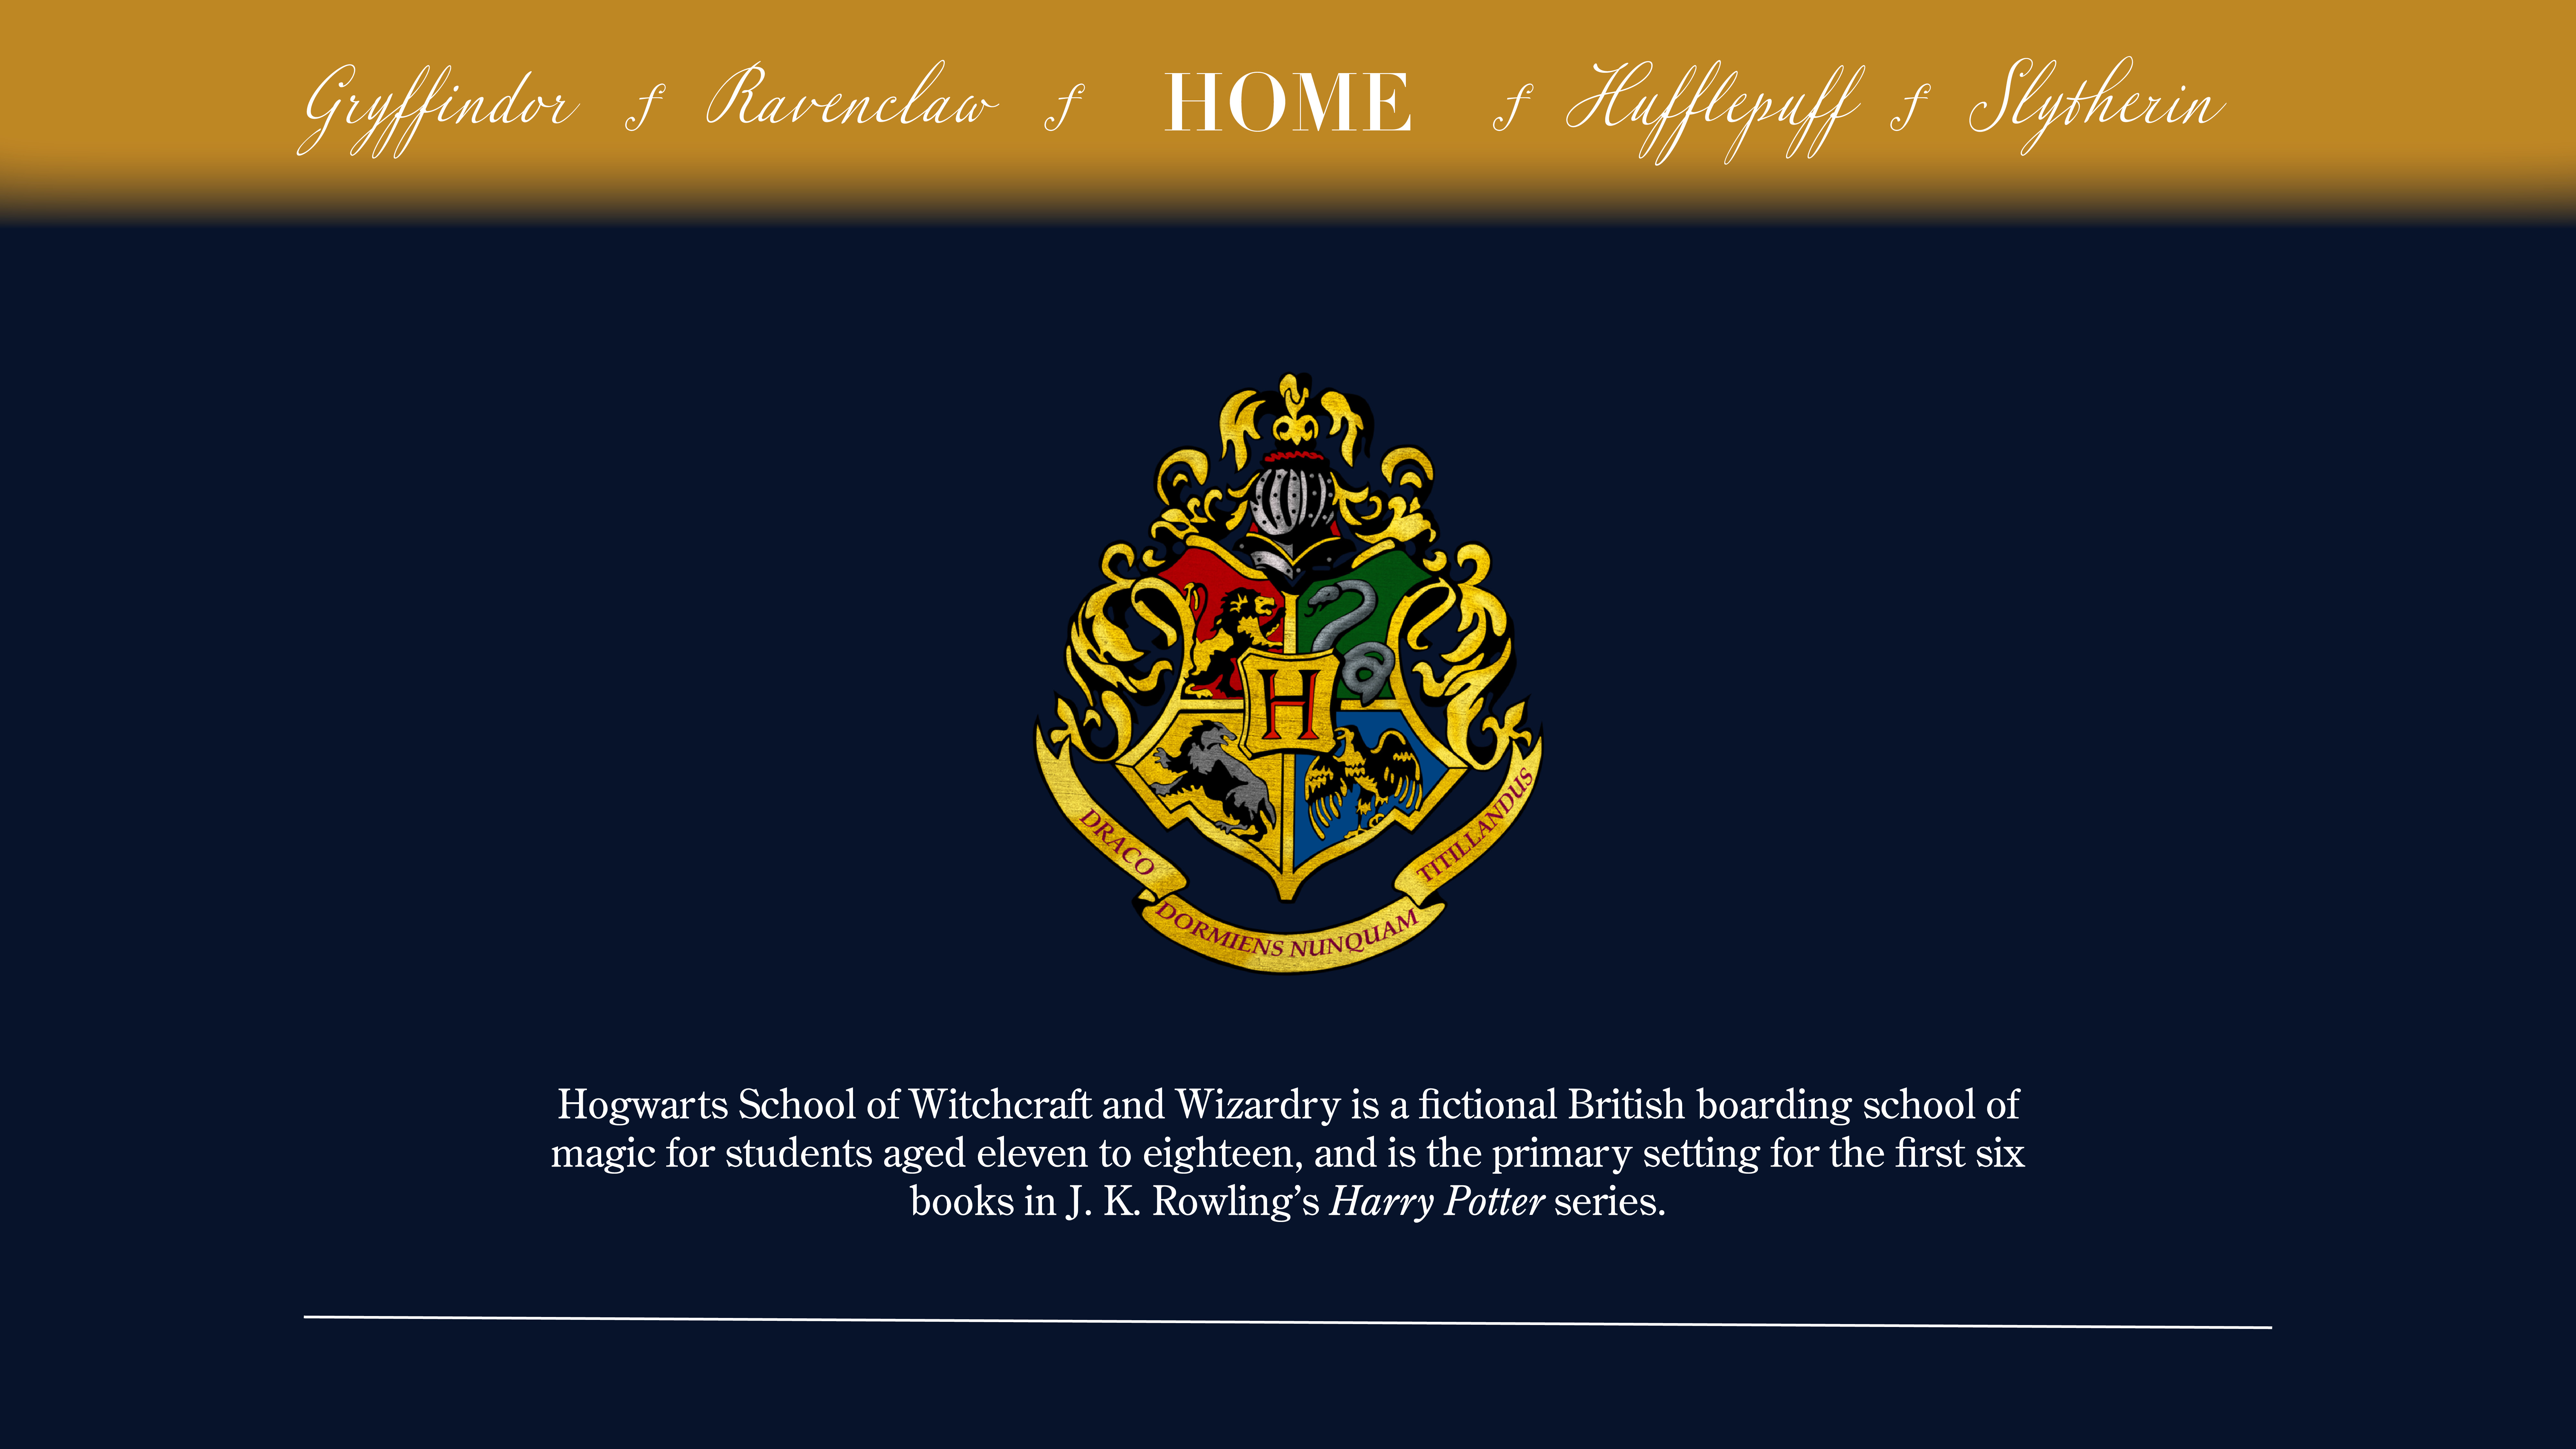 Gryffindor f Ravenclaw f HOME f Hufflepuff f Slytherin
H
DRACO DORMIENS NUNQUAM TITILLANDUS
Hogwarts School of Witchcraft and Wizardry is a fictional British boarding school of
magic for students aged eleven to eighteen, and is the primary setting for the first six
books in J. K. Rowling’s Harry Potter series.